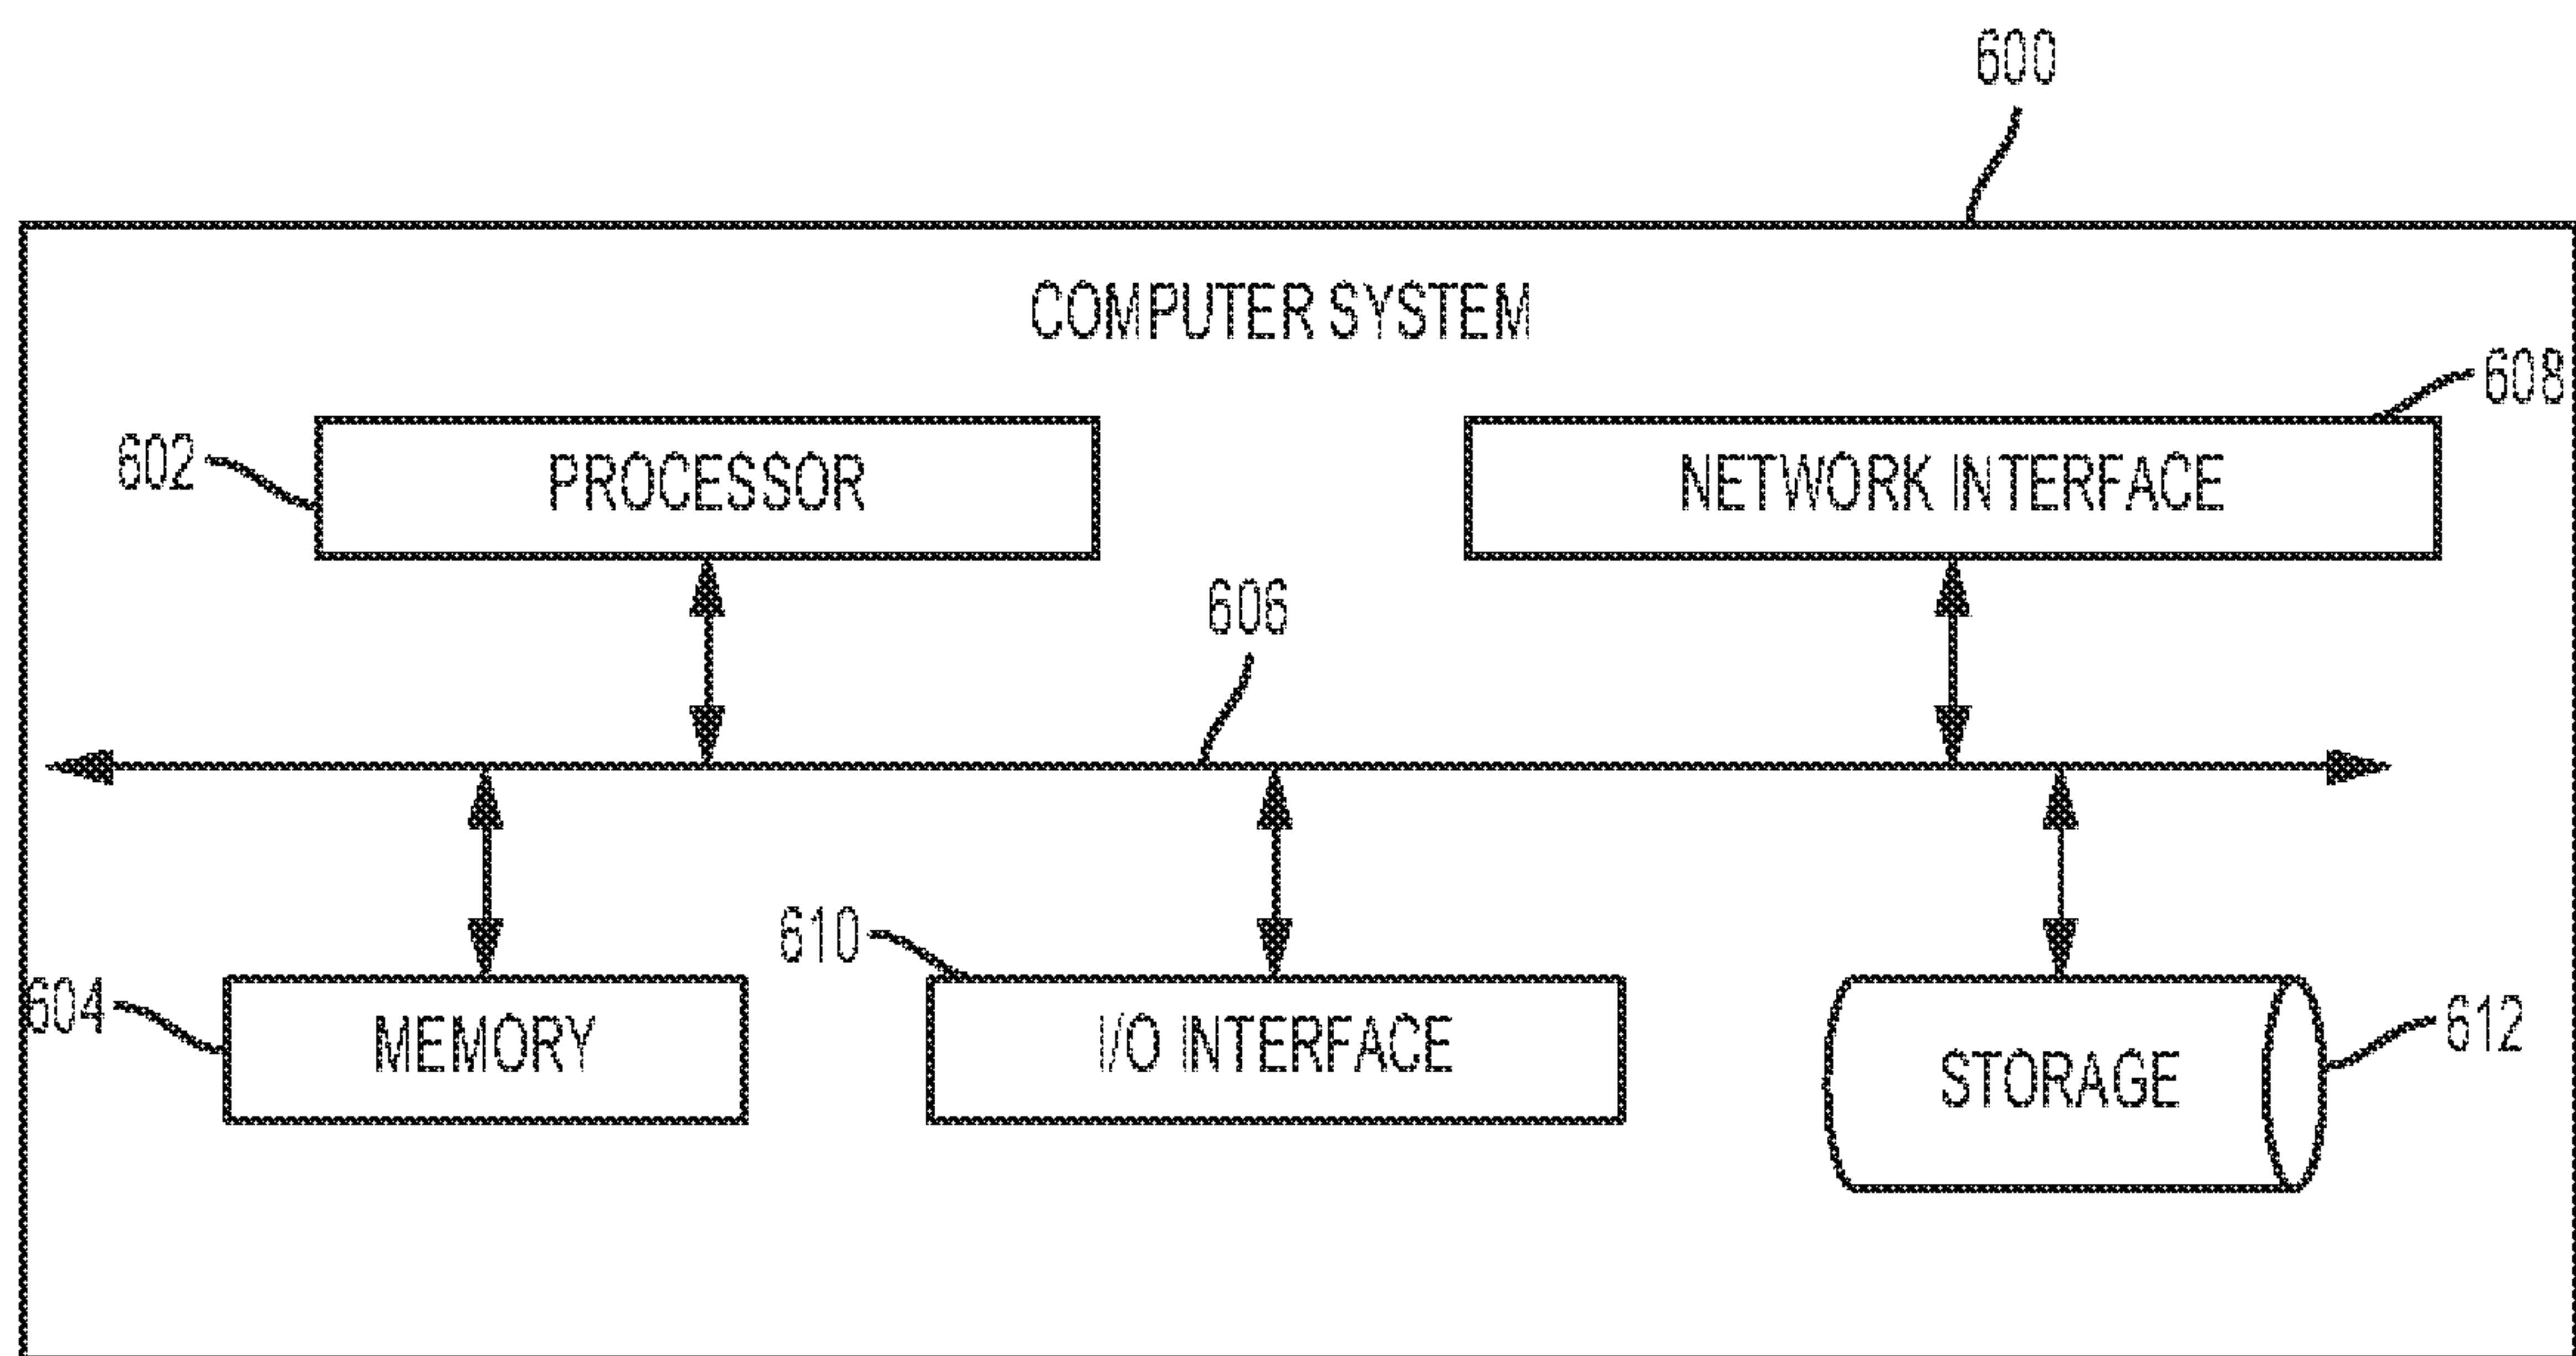 600
COMPUTER SYSTEM
608
602
PROCESSOR
NETWORK INTERFACE
606
610
604
MEMORY
I/O INTERFACE
STORAGE
612